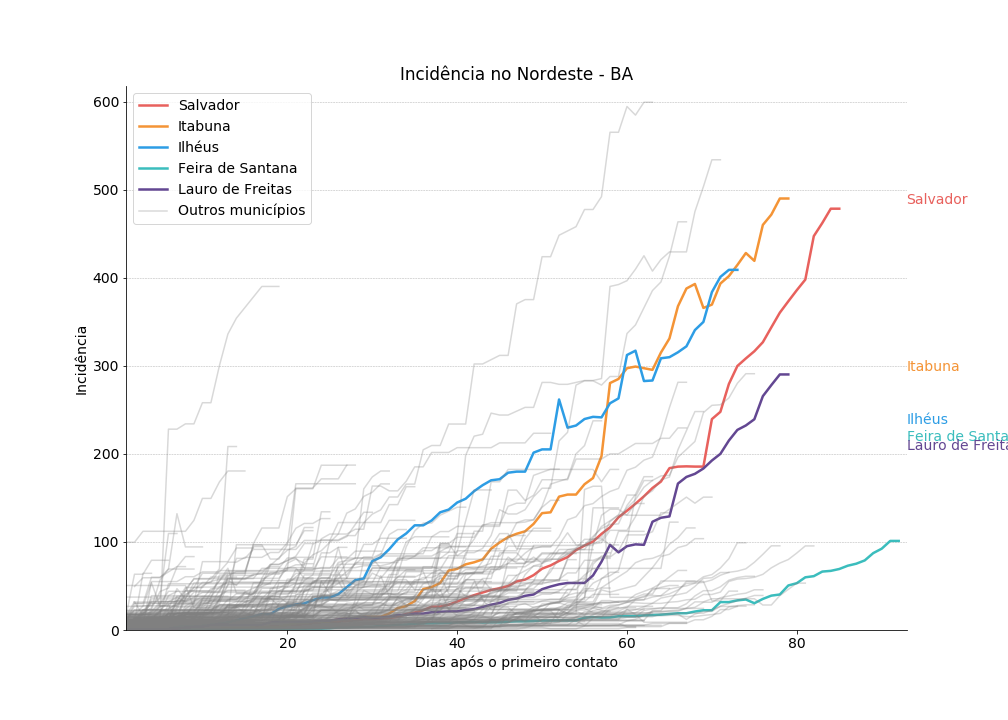 Incidência no Nordeste - BA
600
500
400
300
200
100
0
Incidência
Salvador
Itabuna
Ilhéus
Feira de Santana
Lauro de Freitas
Outros municípios
Salvador
Itabuna
Ilhéus
Feira de Santa
Lauro de Freita
20
40
60
80
Dias após o primeiro contato